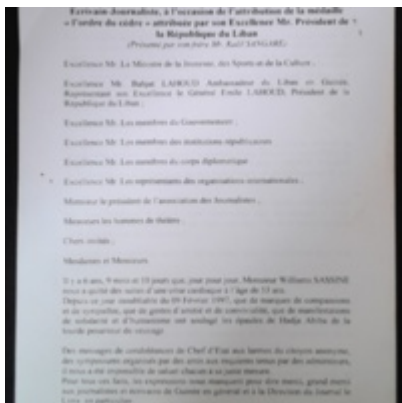 Ecrivain Journaliste, à l'occasion de l'attribution de la médaille
« l'ordre du cèdre » attribuée par son Excellence Mr. Président de
la République du Liban
(Présenté par son frère Mr.
Excellence Mr. Le Ministre de la Jeunesse, des Sports et de la Culture ,
Excellence Mr. LAHOUD Ambassadeur du Liban en Guinée,
Représentant son Excellence le Général Emile LAHOUD, Président de la
République du Liban ,
Excellence Mr. Les membres du Gouvernement ,
Excellence Mr. Les membres des institutions républicaines
Excellence Mr. Les membres du corps diplomatique
Excellence Mr. Les représentants des organisations internationales ,
Monsieur le président de l'association des Journalistes ,
Messieurs les hommes de théâtre ,
Chers invités ,
Mesdames et Messieurs
Il y a 6 ans, 9 mois et 10 jours que, jour pour jour, Monsieur Williams SASSINE
nous a quitté des suites d'une crise cardiaque à l'âge de 53 ans.
Depuis ce jour du 09 Février 1997, que de marques de compassions
et de sympathie, que de gestes d'amitié et de convivialité, que de manifestations
de solidarité et d'humanisme ont soulagé les épaules de Hadja de la
lourde pesanteur du veuvage
Des messages de condoléances de Chef d'Etat aux larmes du citoyen anonyme,
des symposiums organisés par des amis aux requiems tenus par des admirateurs,
il nous a été impossible de saluer chacun à sa juste mesure.
Pour tous ces faits, les expressions nous manquent pour dire merci, grand merci
aux journalistes et écrivains de Guinée en général et à la Direction du journal le
Lynx, en particulier